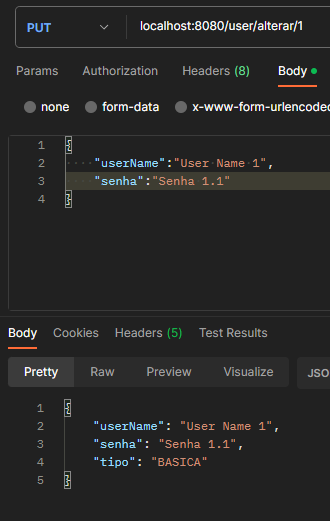 PUT localhost:8080/user/alterar/1
Params Authorization Headers (8) Body
none form-data x-www-form-urlencoded
1 {
2 "userName":"User Name 1",
3 "senha":"Senha 1.1"
4 }
Body Cookies Headers (5) Test Results
Pretty Raw Preview Visualize JSO
1 {
2 "userName": "User Name 1",
3 "senha": "Senha 1.1",
4 "tipo": "BASICA"
5 }